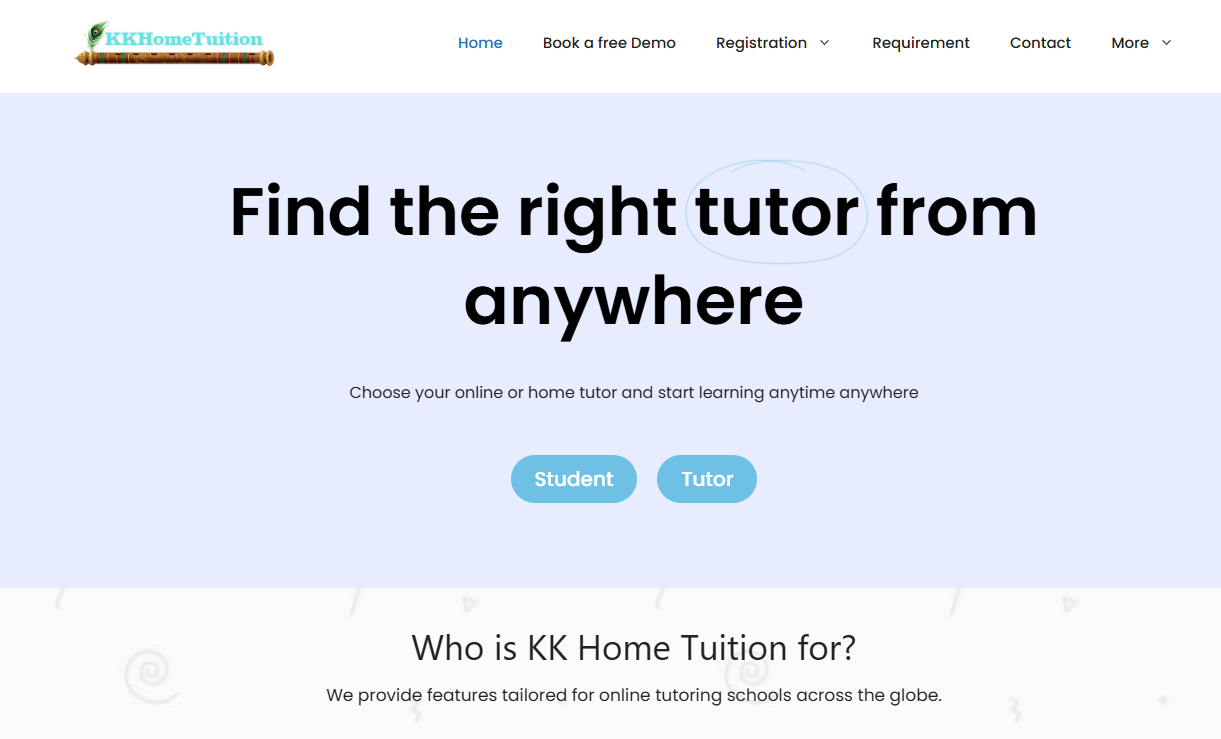 KKHomeTuition
Home
Book a free Demo
Registration
Requirement
Contact
More
Find the right tutor from
anywhere
Choose your online or home tutor and start learning anytime anywhere
Student
Tutor
Who is KK Home Tuition for?
We provide features tailored for online tutoring schools across the globe.